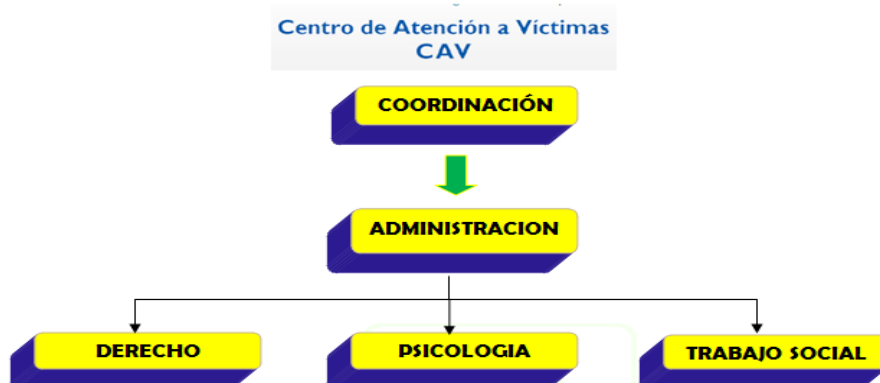 Centro de Atención a Víctimas
CAV
COORDINACIÓN
ADMINISTRACION
DERECHO
PSICOLOGIA
TRABAJO SOCIAL